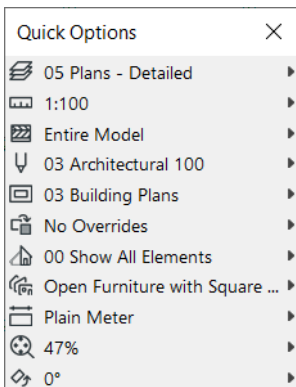 Quick Options
05 Plans - Detailed
1:100
Entire Model
03 Architectural 100
03 Building Plans
No Overrides
00 Show All Elements
Open Furniture with Square ...
Plain Meter
47%
0°